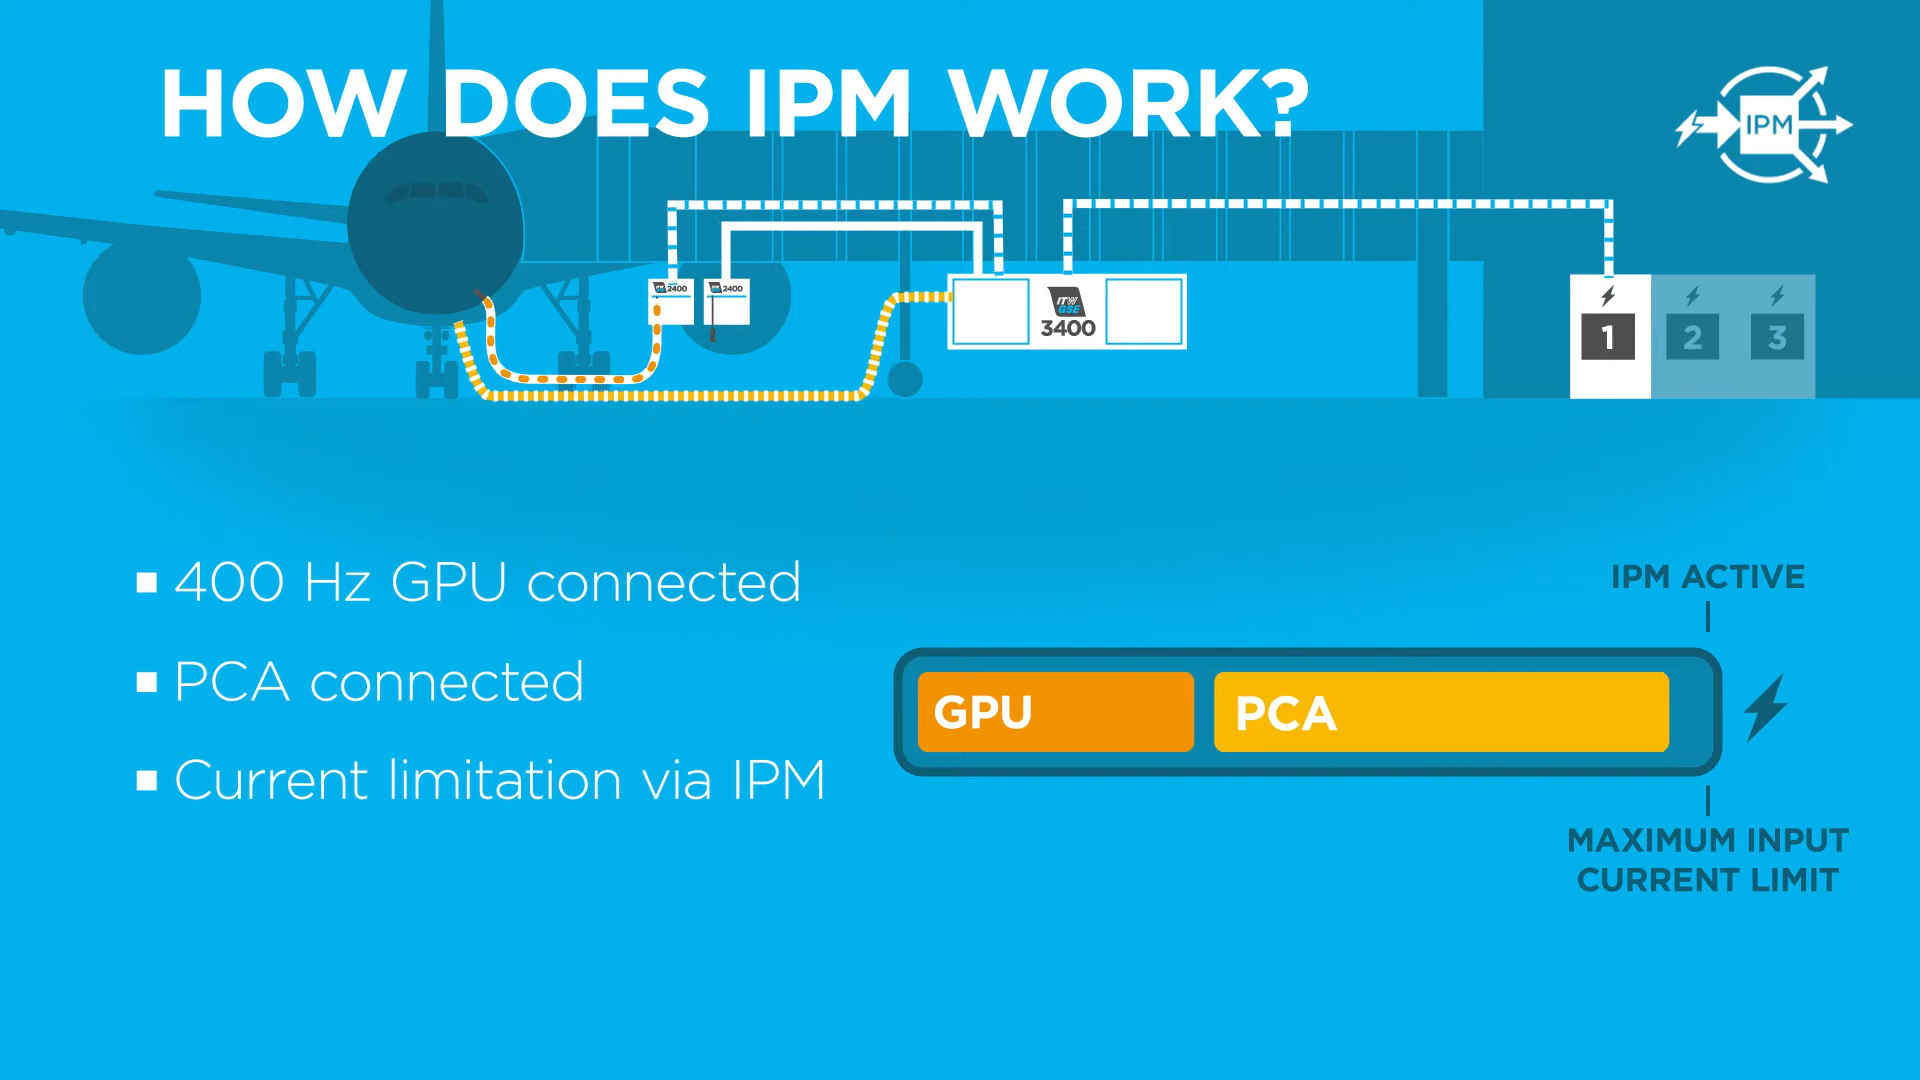 HOW DOES IPM WORK?
IPM
2400
2400
ITW
GSE
3400
1
2
3
400 Hz GPU connected
PCA connected
Current limitation via IPM
IPM ACTIVE
GPU
PCA
MAXIMUM INPUT
CURRENT LIMIT